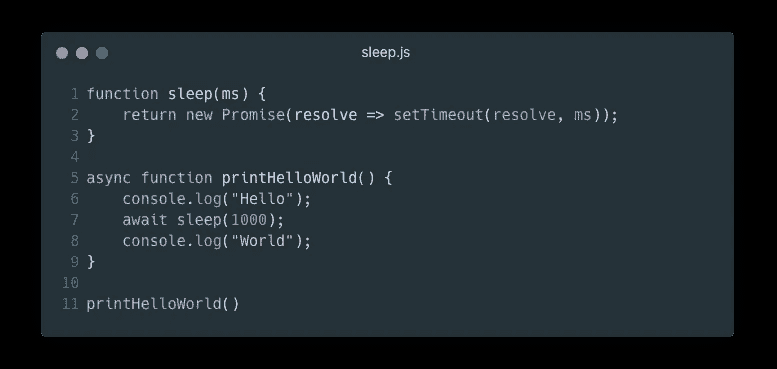 sleep.js
1 function sleep(ms) {
2     return new Promise(resolve => setTimeout(resolve, ms));
3 }
4
5 async function printHelloWorld() {
6     console.log("Hello");
7     await sleep(1000);
8     console.log("World");
9 }
10
11 printHelloWorld()